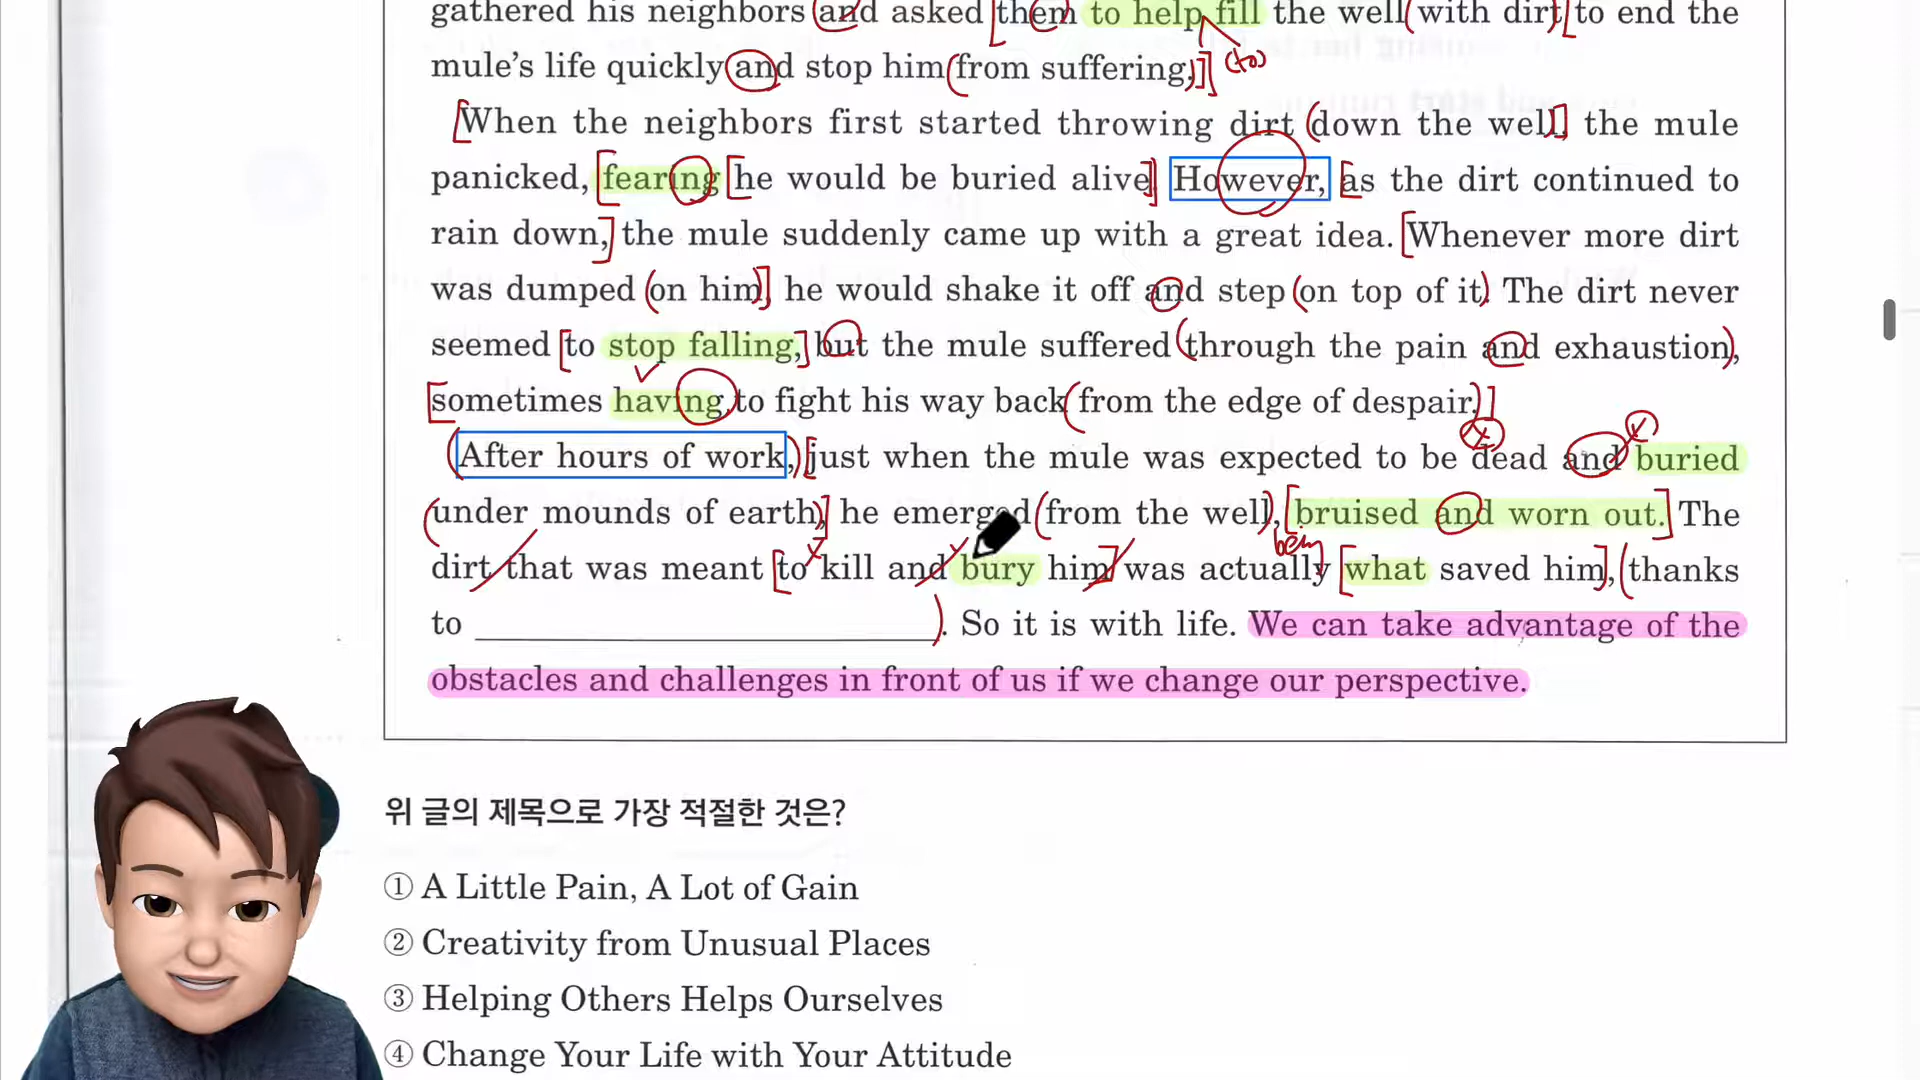 gathered his neighbors and asked them to help fill the well with dirt to end the
mule's life quickly and stop him from suffering.
(to)
When the neighbors first started throwing dirt down the well, the mule
panicked, fearing he would be buried alive. However, as the dirt continued to
rain down, the mule suddenly came up with a great idea. Whenever more dirt
was dumped on him, he would shake it off and step on top of it. The dirt never
seemed to stop falling, but the mule suffered through the pain and exhaustion,
sometimes having to fight his way back from the edge of despair.
After hours of work, just when the mule was expected to be dead and buried
under mounds of earth, he emerged from the well, bruised and worn out. The
dirt that was meant to kill and bury him was actually what saved him, thanks
to ______________________. So it is with life. We can take advantage of the
obstacles and challenges in front of us if we change our perspective.
위 글의 제목으로 가장 적절한 것은?
① A Little Pain, A Lot of Gain
② Creativity from Unusual Places
③ Helping Others Helps Ourselves
④ Change Your Life with Your Attitude